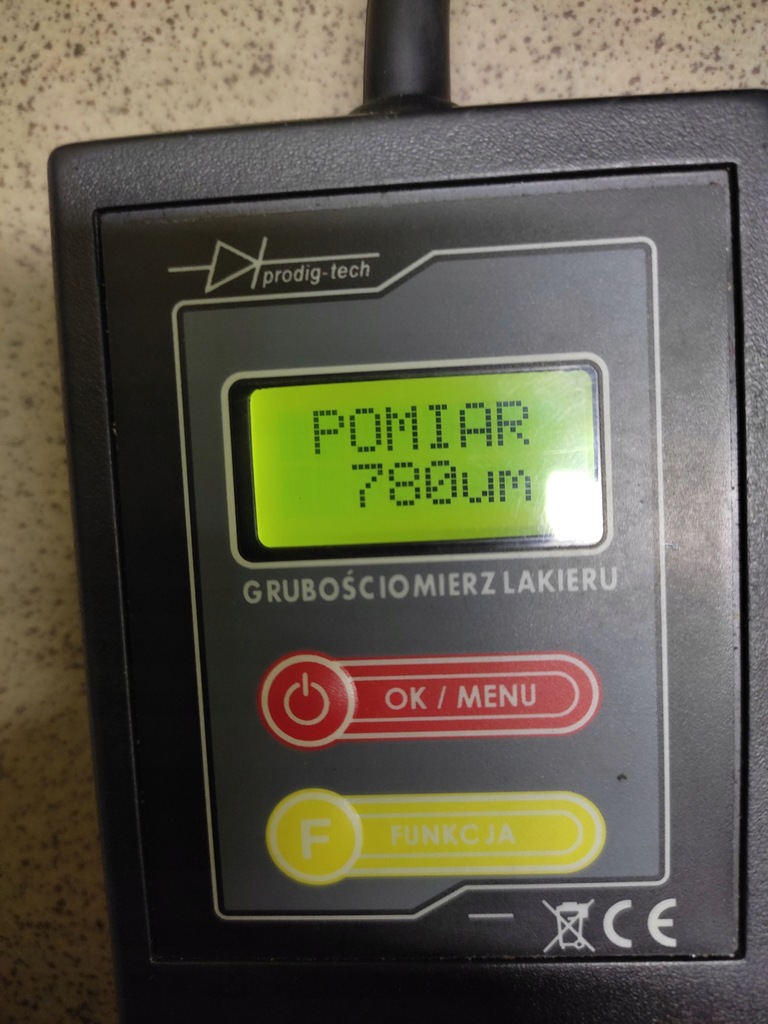 prodig-tech
POMIAR
780um
GRUBOŚCIOMIERZ LAKIERU
OK / MENU
F FUNKCJA
CE